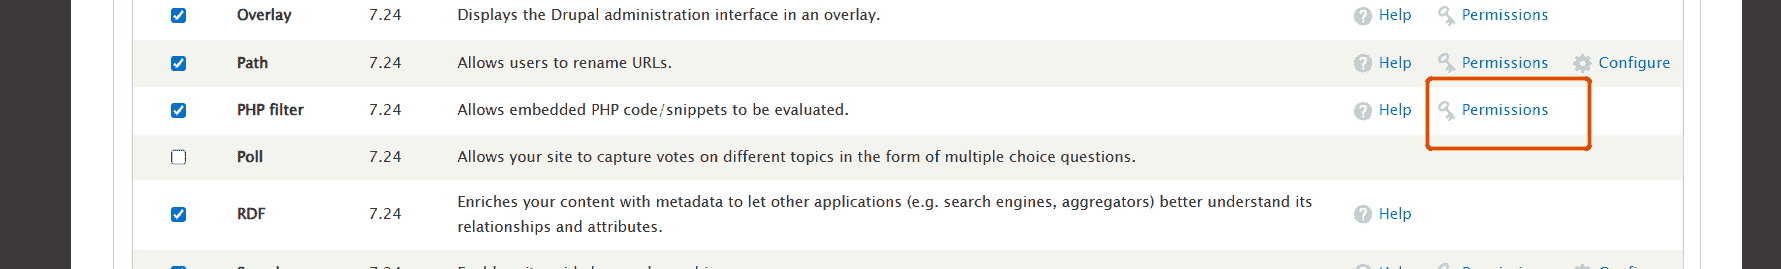 Overlay 7.24 Displays the Drupal administration interface in an overlay. Help Permissions
Path 7.24 Allows users to rename URLs. Help Permissions Configure
PHP filter 7.24 Allows embedded PHP code/snippets to be evaluated. Help Permissions
Poll 7.24 Allows your site to capture votes on different topics in the form of multiple choice questions.
RDF 7.24 Enriches your content with metadata to let other applications (e.g. search engines, aggregators) better understand its
relationships and attributes. Help